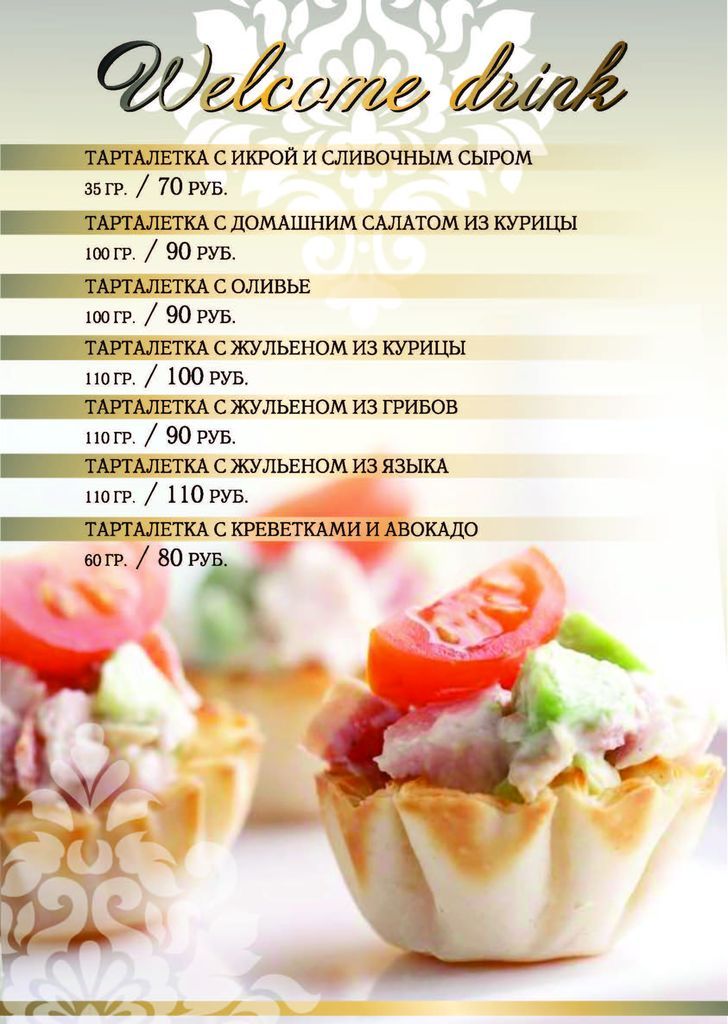 Welcome drink
ТАРТАЛЕТКА С ИКРОЙ И СЛИВОЧНЫМ СЫРОМ
35 ГР. / 70 РУБ.
ТАРТАЛЕТКА С ДОМАШНИМ САЛАТОМ ИЗ КУРИЦЫ
100 ГР. / 90 РУБ.
ТАРТАЛЕТКА С ОЛИВЬЕ
100 ГР. / 90 РУБ.
ТАРТАЛЕТКА С ЖУЛЬЕНОМ ИЗ КУРИЦЫ
110 ГР. / 100 РУБ.
ТАРТАЛЕТКА С ЖУЛЬЕНОМ ИЗ ГРИБОВ
110 ГР. / 90 РУБ.
ТАРТАЛЕТКА С ЖУЛЬЕНОМ ИЗ ЯЗЫКА
110 ГР. / 110 РУБ.
ТАРТАЛЕТКА С КРЕВЕТКАМИ И АВОКАДО
60 ГР. / 80 РУБ.